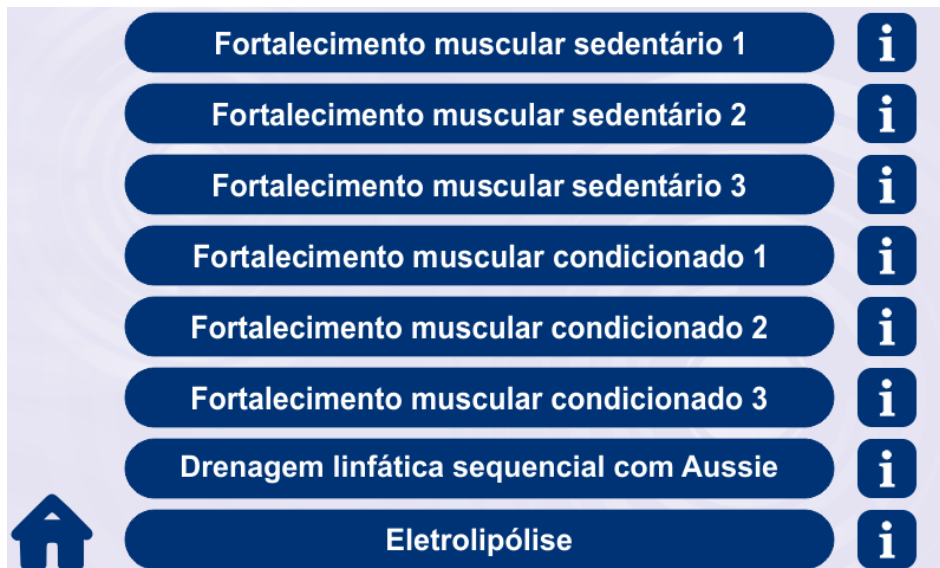 Fortalecimento muscular sedentário 1
i
Fortalecimento muscular sedentário 2
i
Fortalecimento muscular sedentário 3
i
Fortalecimento muscular condicionado 1
i
Fortalecimento muscular condicionado 2
i
Fortalecimento muscular condicionado 3
i
Drenagem linfática sequencial com Aussie
i
Eletrolipólise
i